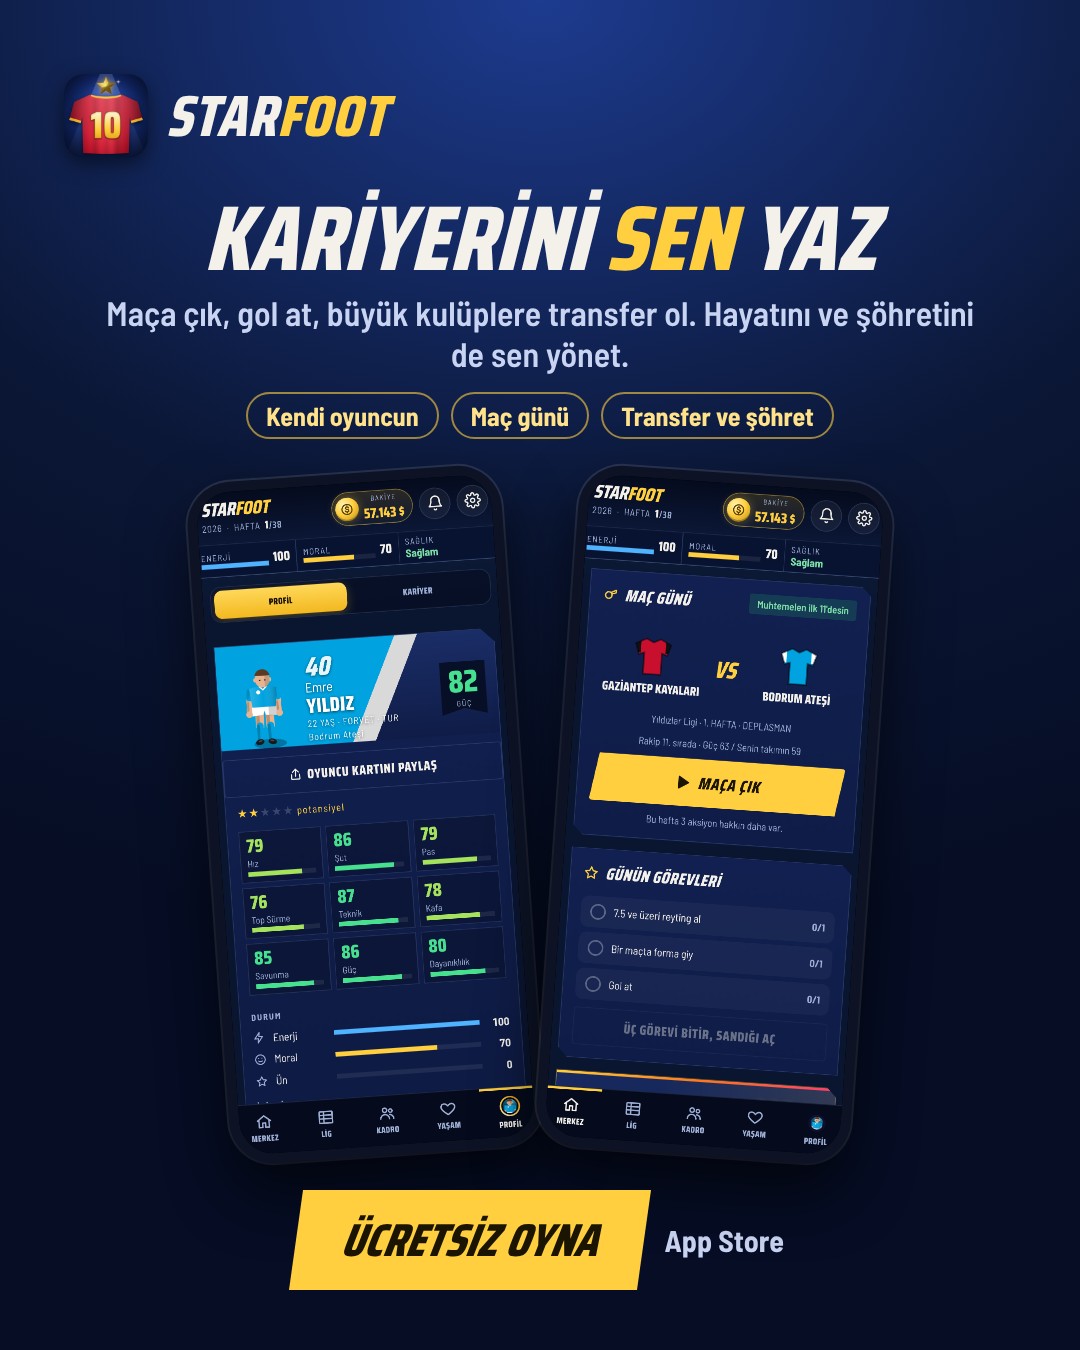 10
STARFOOT
KARİYERİNİ SEN YAZ
Maça çık, gol at, büyük kulüplere transfer ol. Hayatını ve şöhretini
de sen yönet.
Kendi oyuncun
Maç günü
Transfer ve şöhret
STARFOOT
2026 · HAFTA 1/38
BAKİYE
57.143 $
ENERJİ 100
MORAL 70
SAĞLIK
Sağlam
PROFİL
KARİYER
40
Emre
YILDIZ
22 YAŞ · FORVET · TUR
Bodrum Ateşi
82
GÜÇ
OYUNCU KARTINI PAYLAŞ
potansiyel
79
Hız
86
Şut
79
Pas
76
Top Sürme
87
Teknik
78
Kafa
85
Savunma
86
Güç
80
Dayanıklılık
DURUM
Enerji 100
Moral 70
Ün 0
MERKEZ
LİG
KADRO
YAŞAM
PROFİL
STARFOOT
2026 · HAFTA 1/38
BAKİYE
57.143 $
ENERJİ 100
MORAL 70
SAĞLIK
Sağlam
MAÇ GÜNÜ
Muhtemelen ilk 11'desin
GAZİANTEP KAYALARI
VS
BODRUM ATEŞİ
Yıldızlar Ligi · 1. HAFTA · DEPLASMAN
Rakip 11. sırada · Güç 63 / Senin takımın 59
MAÇA ÇIK
Bu hafta 3 aksiyon hakkın daha var.
GÜNÜN GÖREVLERİ
7.5 ve üzeri reyting al 0/1
Bir maçta forma giy 0/1
Gol at 0/1
ÜÇ GÖREVİ BİTİR, SANDIĞI AÇ
MERKEZ
LİG
KADRO
YAŞAM
PROFİL
ÜCRETSİZ OYNA
App Store